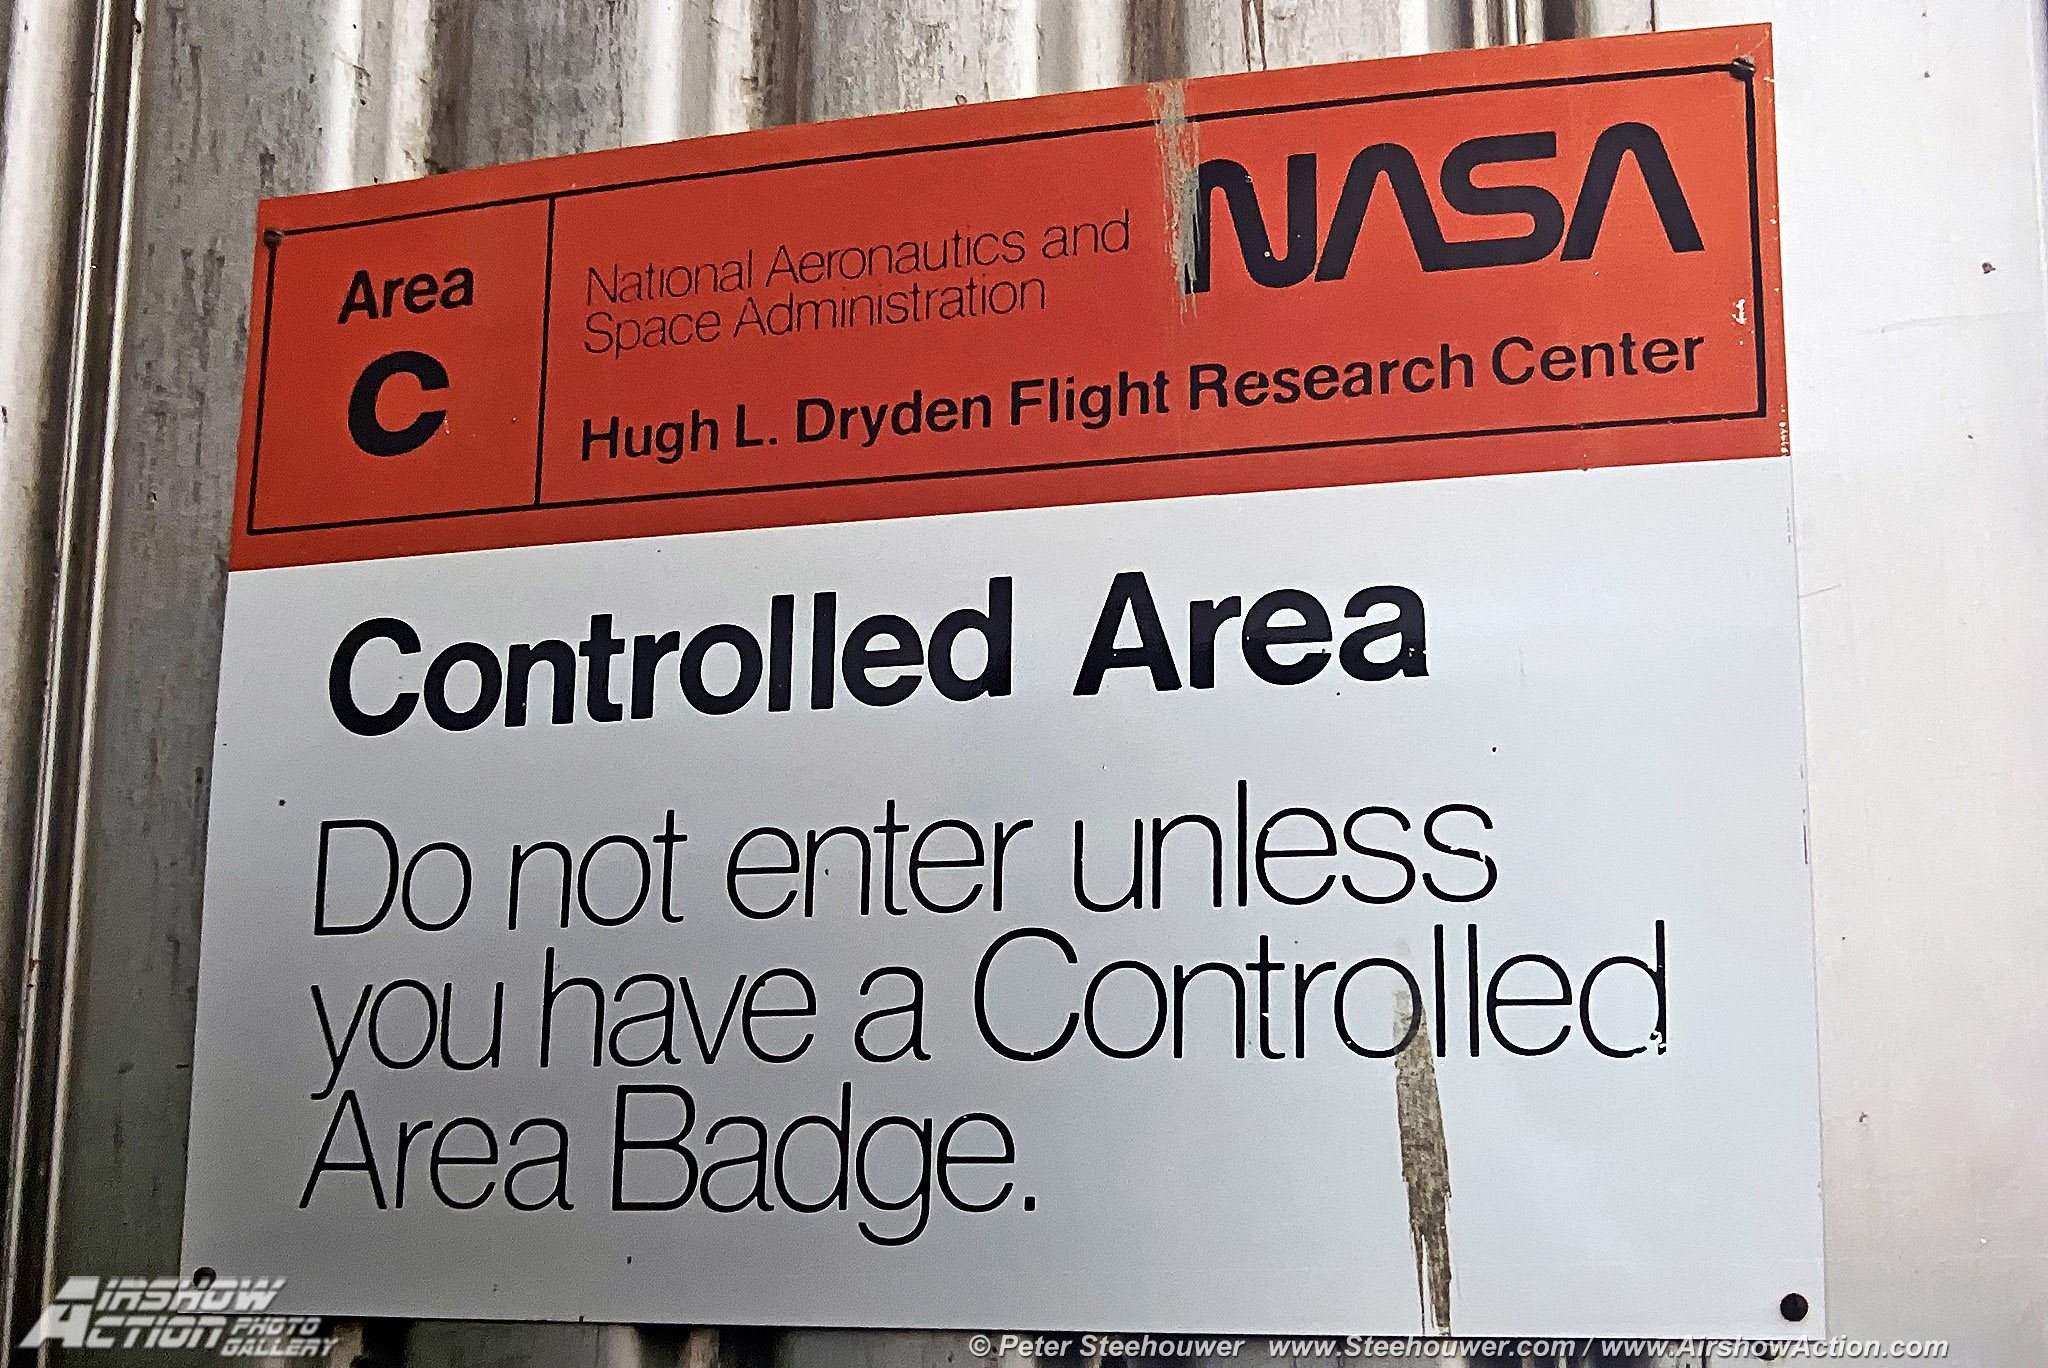 Area
C
National Aeronautics and
Space Administration
NASA
Hugh L. Dryden Flight Research Center
Controlled Area
Do not enter unless
you have a Controlled
Area Badge.
AIRSHOW
ACTION PHOTO
GALLERY
© Peter Steehouwer www.Steehouwer.com / www.AirshowAction.com